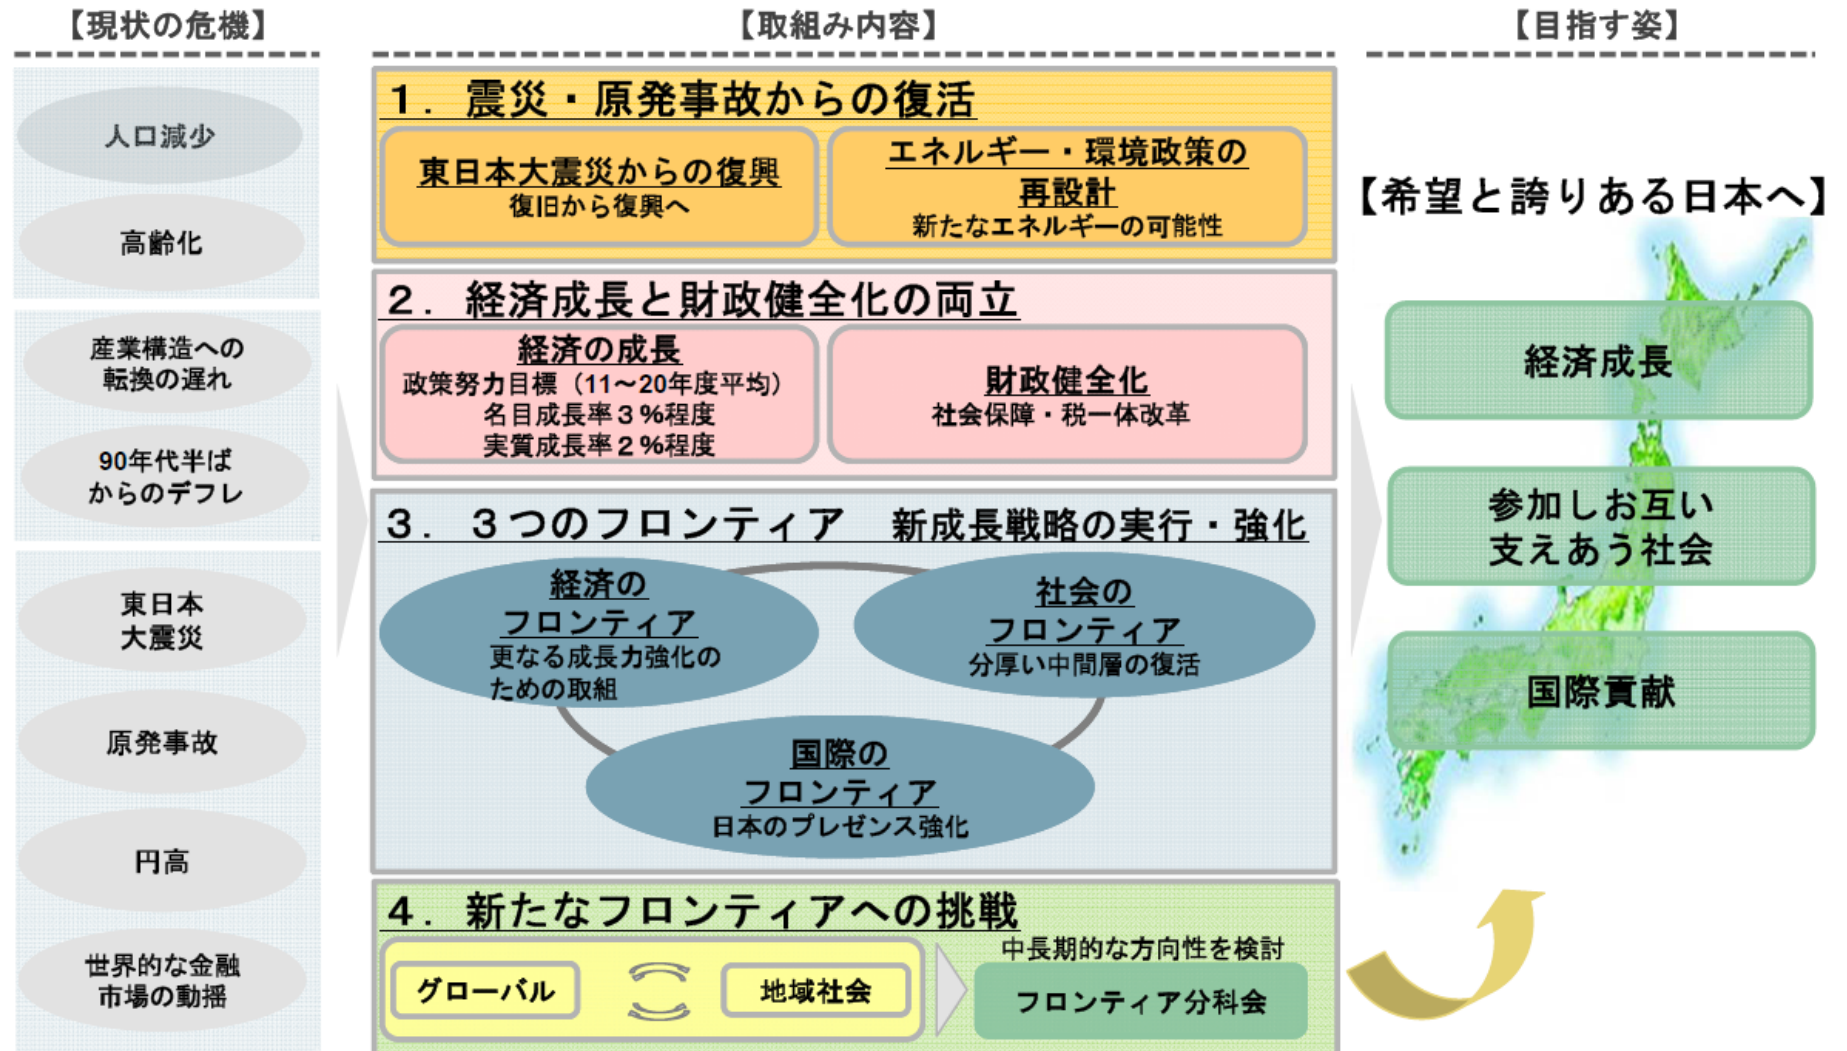 【現状の危機】
人口減少
高齢化
産業構造への
転換の遅れ
90年代半ば
からのデフレ
東日本
大震災
原発事故
円高
世界的な金融
市場の動揺
【取組み内容】
１．震災・原発事故からの復活
東日本大震災からの復興
復旧から復興へ
エネルギー・環境政策の
再設計
新たなエネルギーの可能性
２．経済成長と財政健全化の両立
経済の成長
政策努力目標（11～20年度平均）
名目成長率３％程度
実質成長率２％程度
財政健全化
社会保障・税一体改革
３．３つのフロンティア　新成長戦略の実行・強化
経済の
フロンティア
更なる成長力強化の
ための取組
社会の
フロンティア
分厚い中間層の復活
国際の
フロンティア
日本のプレゼンス強化
４．新たなフロンティアへの挑戦
グローバル
地域社会
中長期的な方向性を検討
フロンティア分科会
【目指す姿】
【希望と誇りある日本へ】
経済成長
参加しお互い
支えあう社会
国際貢献